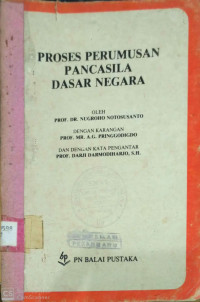 PROSES PERUMUSAN
PANCASILA
DASAR NEGARA
OLEH
PROF. DR. NUGROHO NOTOSUSANTO
DENGAN KARANGAN
PROF. MR. A.G. PRINGGODIGDO
DAN DENGAN KATA PENGANTAR
PROF. DARJI DARMODIHARJO, S.H.
bp
PN BALAI PUSTAKA